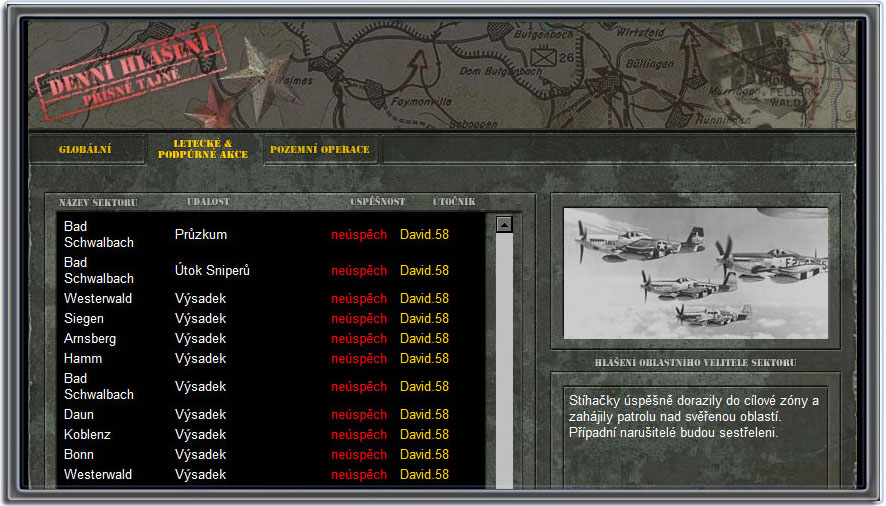 DENNÍ HLÁŠENÍ
PŘÍSNĚ TAJNÉ
Bütgenbach
Wirtzfeld
26
Dom Butgenbach
Büllingen
Faymonville
Schoppen
Hünningen
GLOBÁLNÍ
LETECKÉ &
PODPŮRNÉ AKCE
POZEMNÍ OPERACE
NÁZEV SEKTORU UDÁLOST ÚSPĚŠNOST ÚTOČNÍK
Bad
Schwalbach
Průzkum neúspěch David.58
Bad
Schwalbach
Útok Sniperů neúspěch David.58
Westerwald Výsadek neúspěch David.58
Siegen Výsadek neúspěch David.58
Arnsberg Výsadek neúspěch David.58
Hamm Výsadek neúspěch David.58
Bad
Schwalbach
Výsadek neúspěch David.58
Daun Výsadek neúspěch David.58
Koblenz Výsadek neúspěch David.58
Bonn Výsadek neúspěch David.58
Westerwald Výsadek neúspěch David.58
HLÁŠENÍ OBLASTNÍHO VELITELE SEKTORU
Stíhačky úspěšně dorazily do cílové zóny a
zahájily patrolu nad svěřenou oblastí.
Případní narušitelé budou sestřeleni.